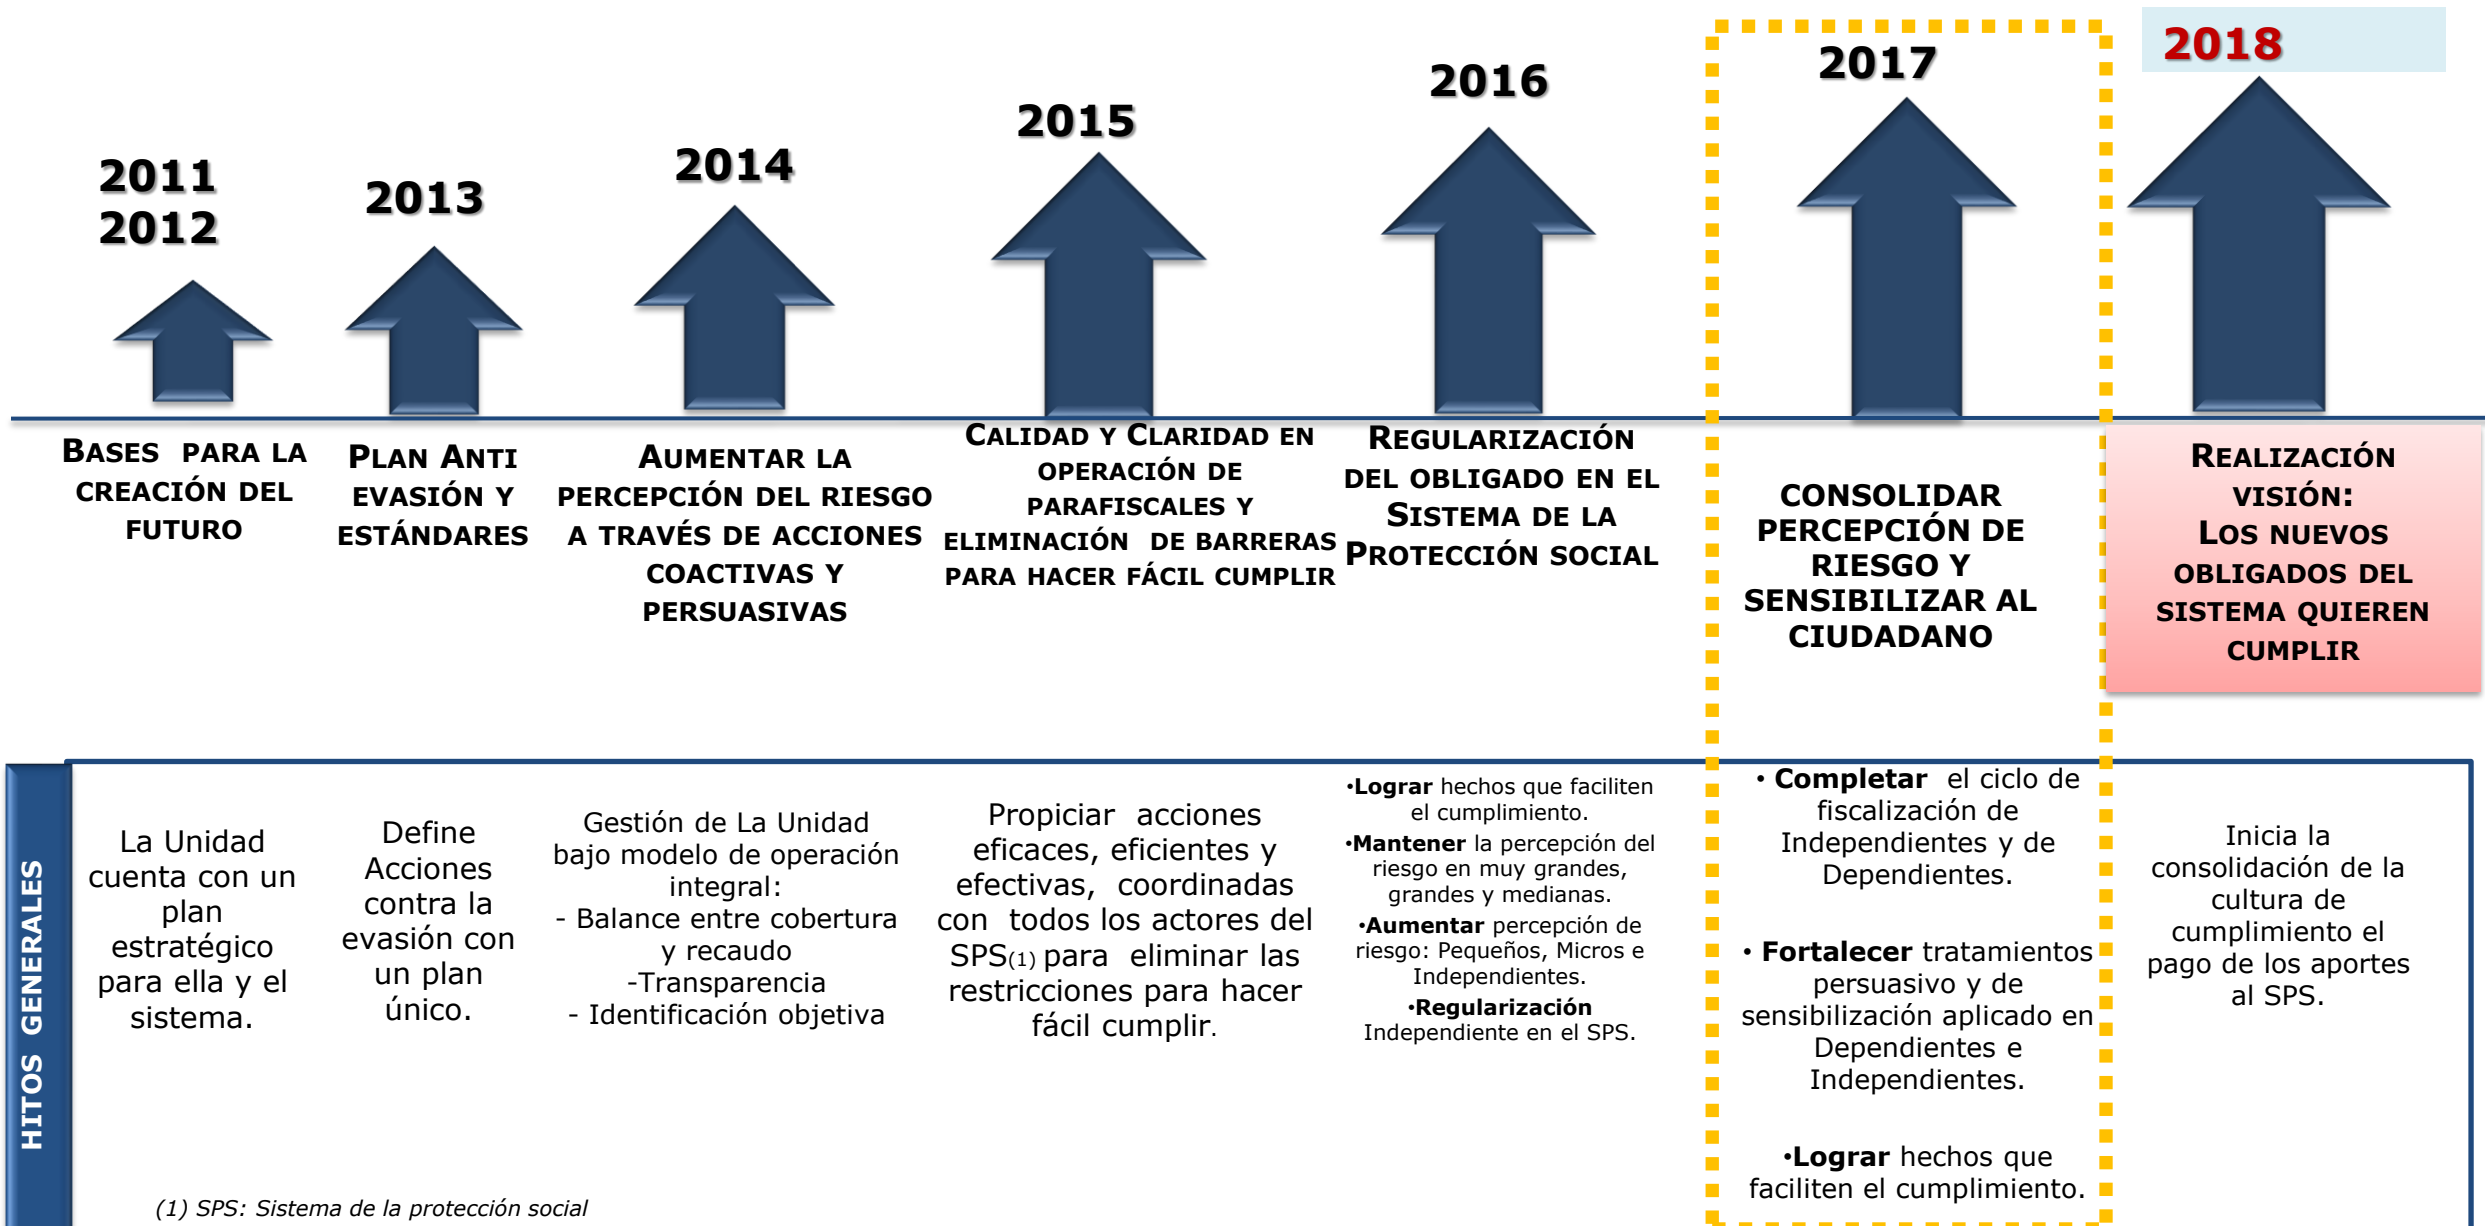 2011
2012
2013
2014
2015
2016
2017
2018
BASES PARA LA
CREACIÓN DEL
FUTURO
PLAN ANTI
EVASIÓN Y
ESTÁNDARES
AUMENTAR LA
PERCEPCIÓN DEL RIESGO
A TRAVÉS DE ACCIONES
COACTIVAS Y
PERSUASIVAS
CALIDAD Y CLARIDAD EN
OPERACIÓN DE
PARAFISCALES Y
ELIMINACIÓN DE BARRERAS
PARA HACER FÁCIL CUMPLIR
REGULARIZACIÓN
DEL OBLIGADO EN EL
SISTEMA DE LA
PROTECCIÓN SOCIAL
CONSOLIDAR
PERCEPCIÓN DE
RIESGO Y
SENSIBILIZAR AL
CIUDADANO
REALIZACIÓN
VISIÓN:
LOS NUEVOS
OBLIGADOS DEL
SISTEMA QUIEREN
CUMPLIR
HITOS GENERALES
La Unidad
cuenta con un
plan
estratégico
para ella y el
sistema.
Define
Acciones
contra la
evasión con
un plan
único.
Gestión de La Unidad
bajo modelo de operación
integral:
- Balance entre cobertura
y recaudo
-Transparencia
- Identificación objetiva
Propiciar acciones
eficaces, eficientes y
efectivas, coordinadas
con todos los actores del
SPS(1) para eliminar las
restricciones para hacer
fácil cumplir.
•Lograr hechos que faciliten
el cumplimiento.
•Mantener la percepción del
riesgo en muy grandes,
grandes y medianas.
•Aumentar percepción de
riesgo: Pequeños, Micros e
Independientes.
•Regularización
Independiente en el SPS.
• Completar el ciclo de
fiscalización de
Independientes y de
Dependientes.
• Fortalecer tratamientos
persuasivo y de
sensibilización aplicado en
Dependientes e
Independientes.
•Lograr hechos que
faciliten el cumplimiento.
Inicia la
consolidación de la
cultura de
cumplimiento el
pago de los aportes
al SPS.
(1) SPS: Sistema de la protección social